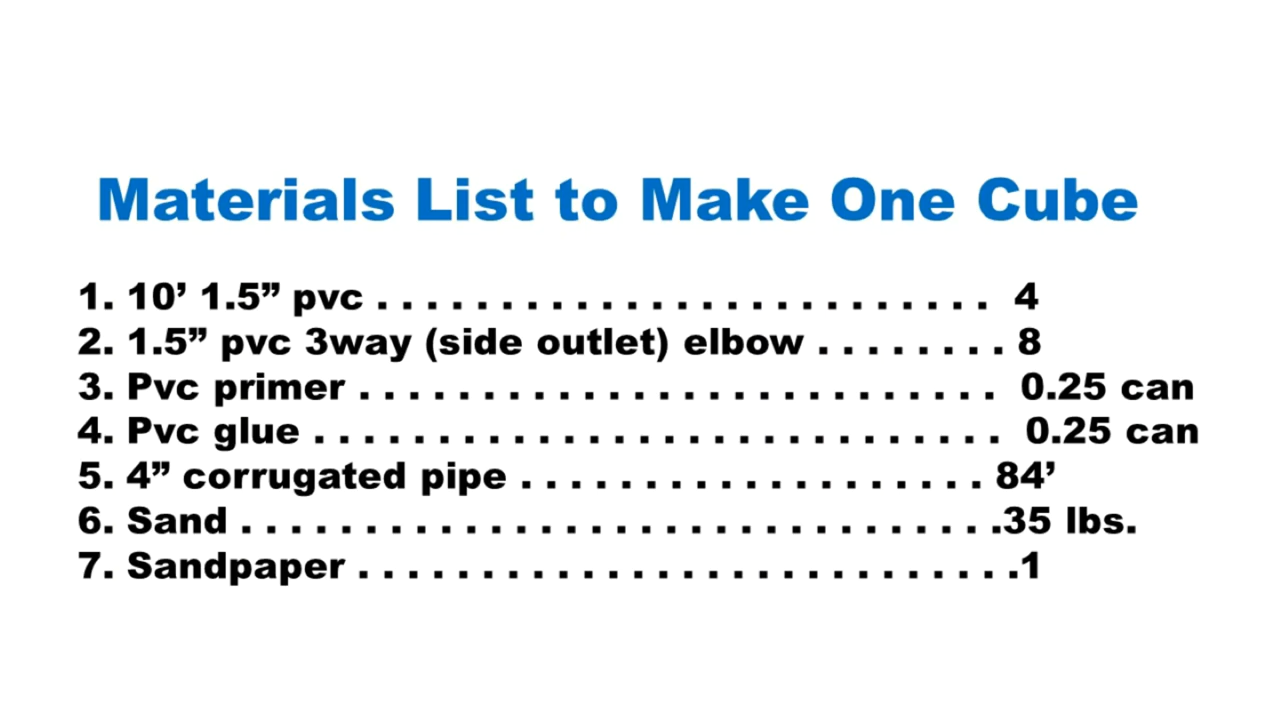 Materials List to Make One Cube
1. 10’ 1.5” pvc . . . . . . . . . . . . . . . . . . . . . . . . . 4
2. 1.5” pvc 3way (side outlet) elbow . . . . . . . . 8
3. Pvc primer . . . . . . . . . . . . . . . . . . . . . . . . . . 0.25 can
4. Pvc glue . . . . . . . . . . . . . . . . . . . . . . . . . . . . 0.25 can
5. 4” corrugated pipe . . . . . . . . . . . . . . . . . . . 84’
6. Sand . . . . . . . . . . . . . . . . . . . . . . . . . . . . . . .35 lbs.
7. Sandpaper . . . . . . . . . . . . . . . . . . . . . . . . . . .1